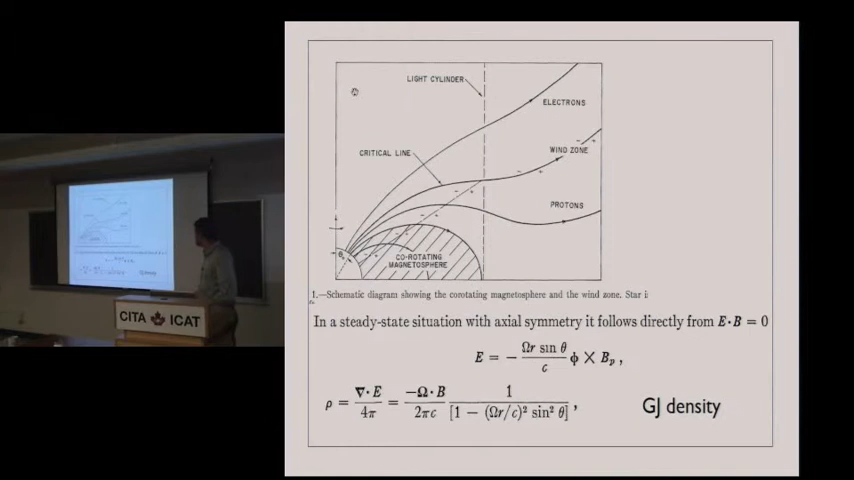 LIGHT CYLINDER
ELECTRONS
CRITICAL LINE
WIND ZONE
PROTONS
CO-ROTATING
MAGNETOSPHERE
1.—Schematic diagram showing the corotating magnetosphere and the wind zone. Star i
In a steady-state situation with axial symmetry it follows directly from E·B = 0
E = − Ωr sin θ / c ϕ × Bp ,
ρ = ∇·E / 4π = −Ω·B / 2πc 1 / [1 − (Ωr/c)² sin² θ] ,
GJ density
CITA ICAT